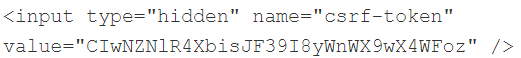 <input type="hidden" name="csrf-token"
value="CIwNZNlR4XbisJF39I8yWnWX9wX4WFoz" />